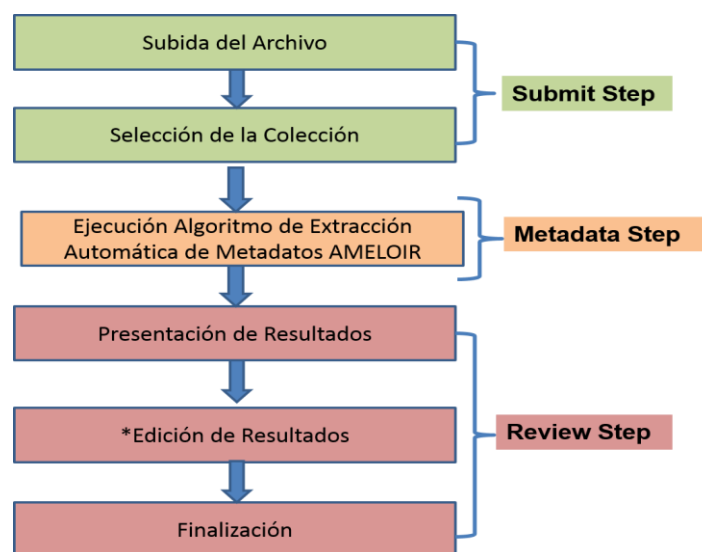 Subida del Archivo
Submit Step
Selección de la Colección
Ejecución Algoritmo de Extracción
Automática de Metadatos AMELOIR
Metadata Step
Presentación de Resultados
*Edición de Resultados
Review Step
Finalización